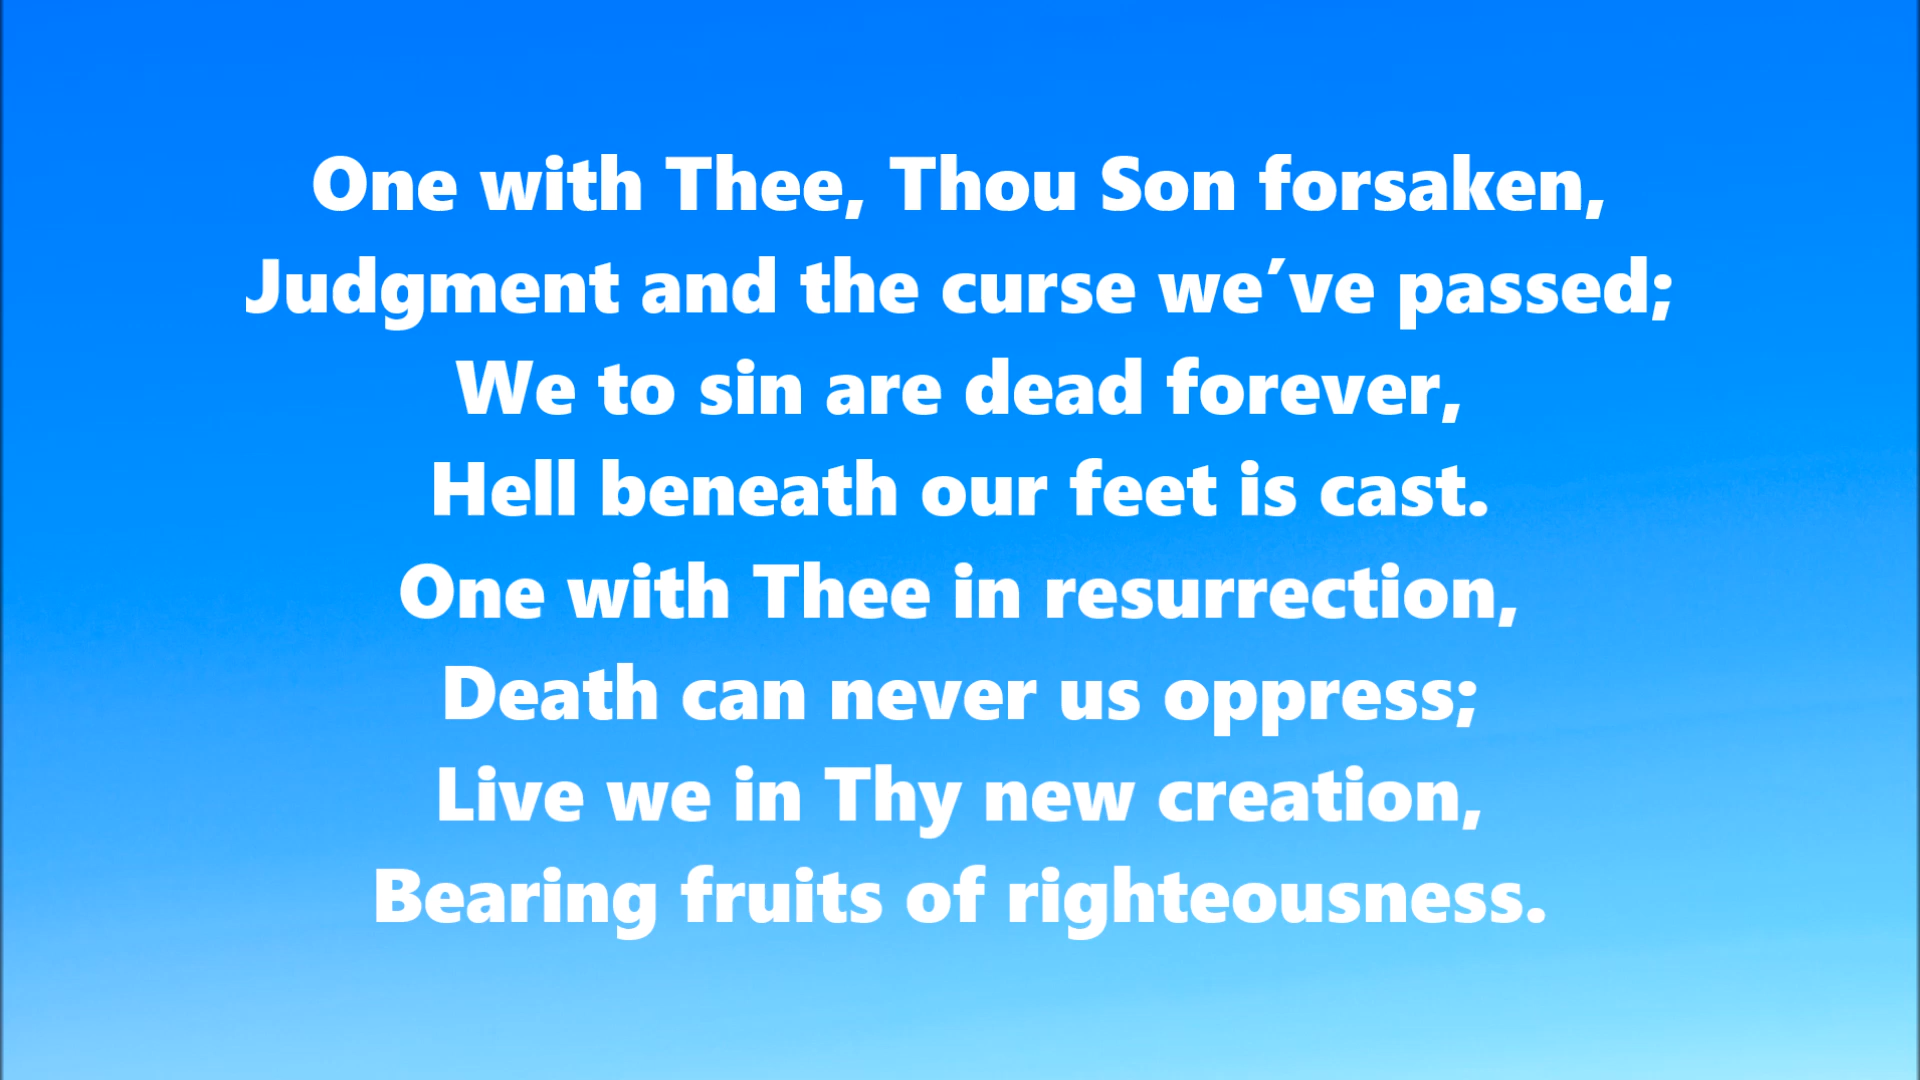 One with Thee, Thou Son forsaken,
Judgment and the curse we’ve passed;
We to sin are dead forever,
Hell beneath our feet is cast.
One with Thee in resurrection,
Death can never us oppress;
Live we in Thy new creation,
Bearing fruits of righteousness.